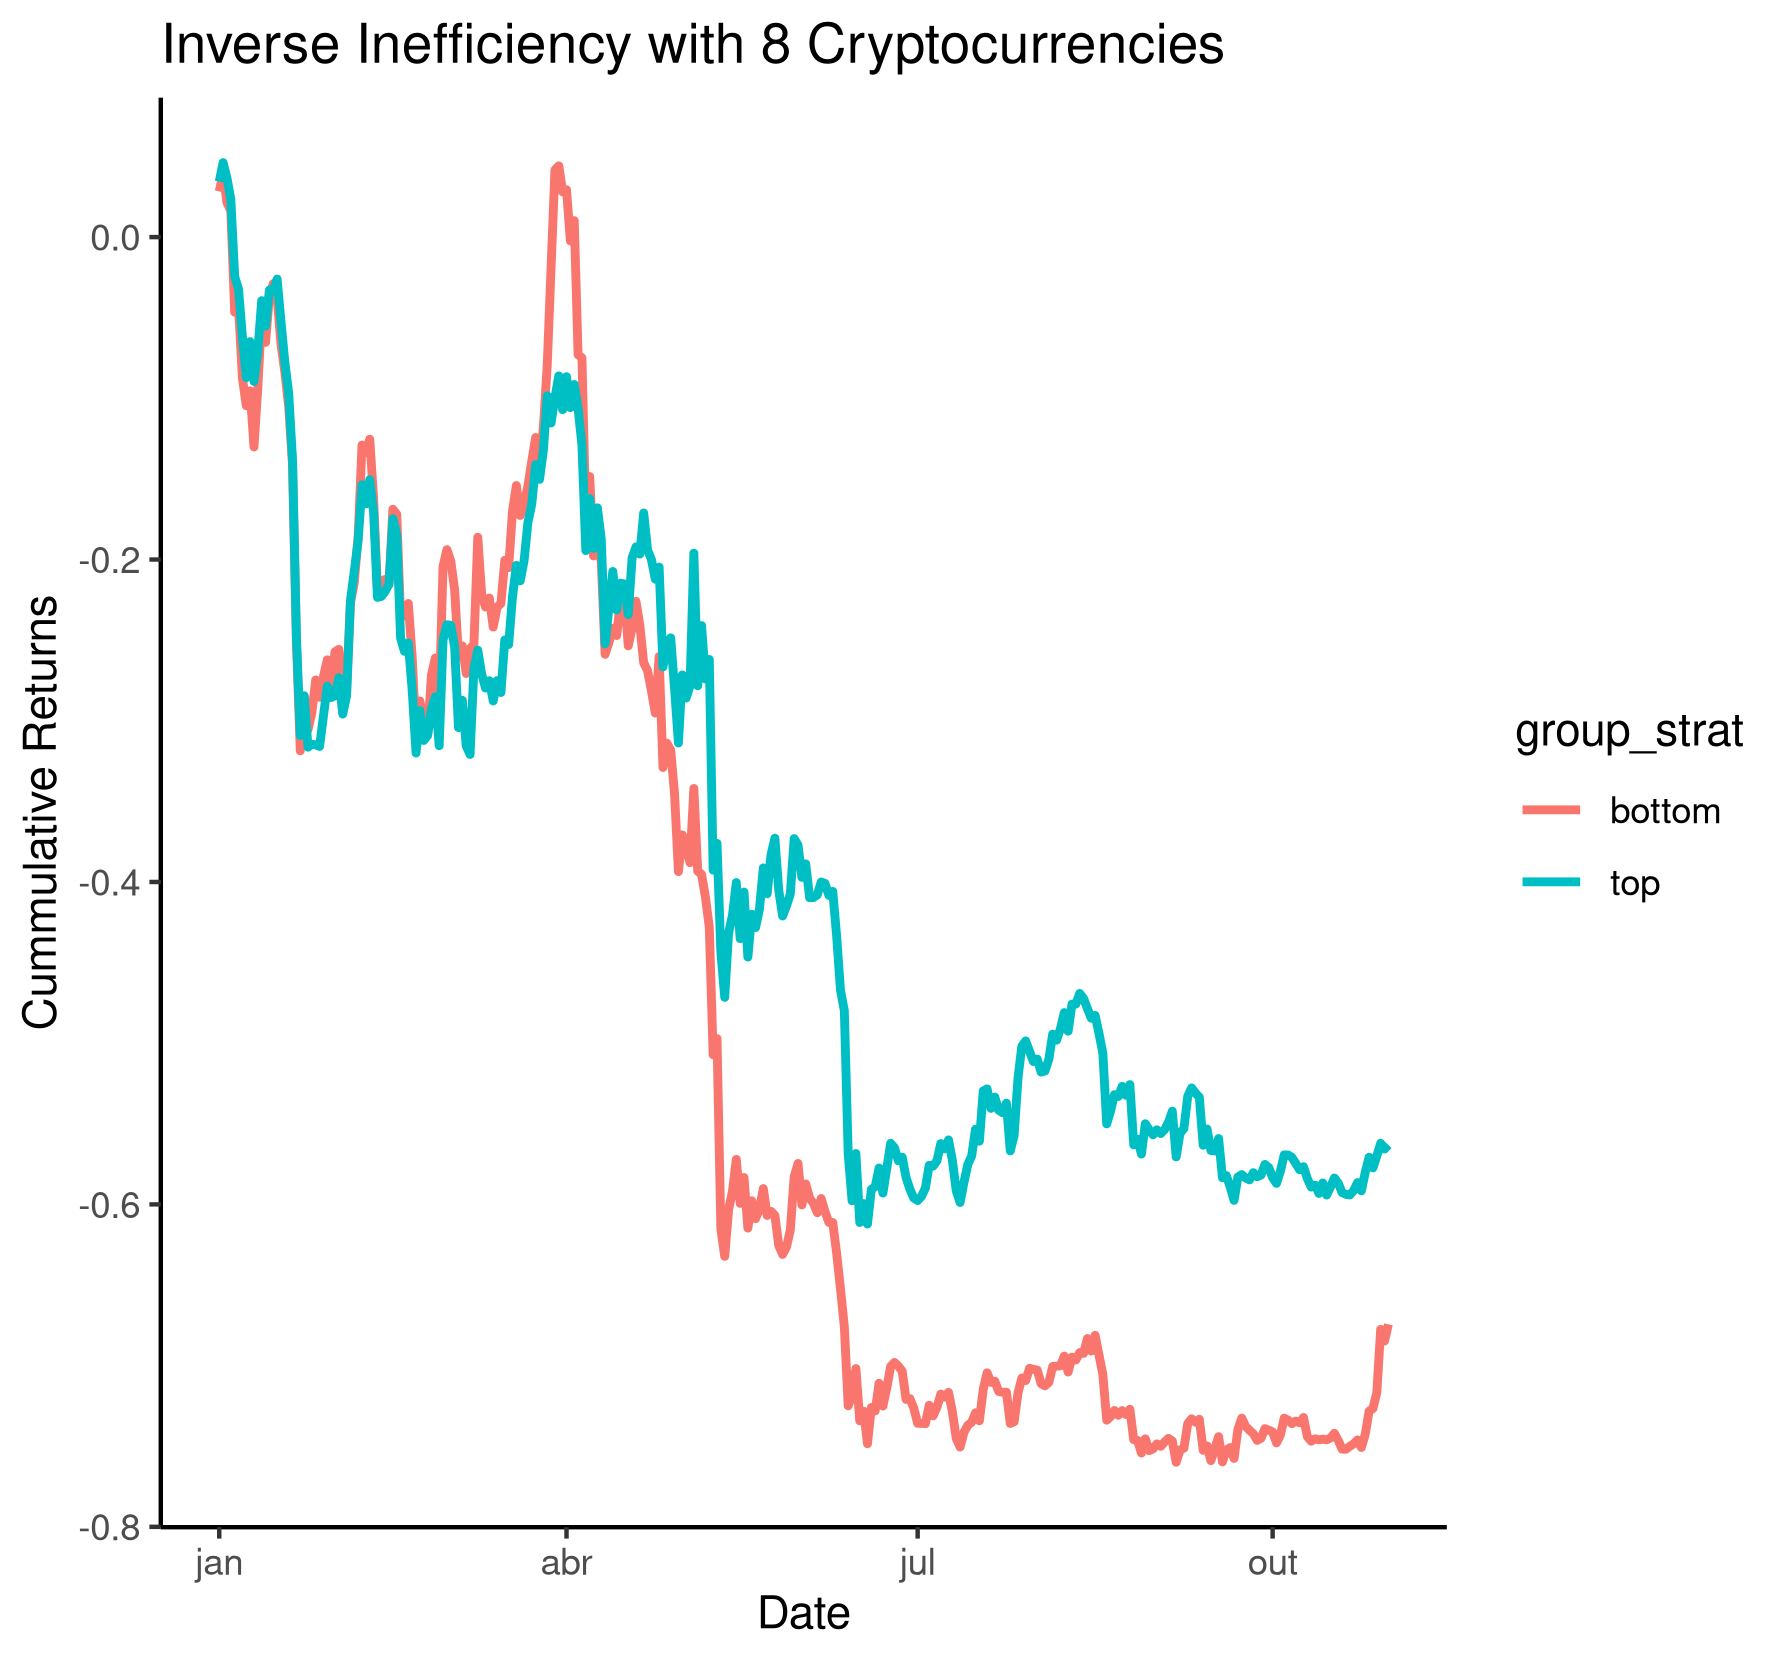 Inverse Inefficiency with 8 Cryptocurrencies
Cummulative Returns
0.0
-0.2
-0.4
-0.6
-0.8
jan
abr
jul
out
Date
group_strat
bottom
top